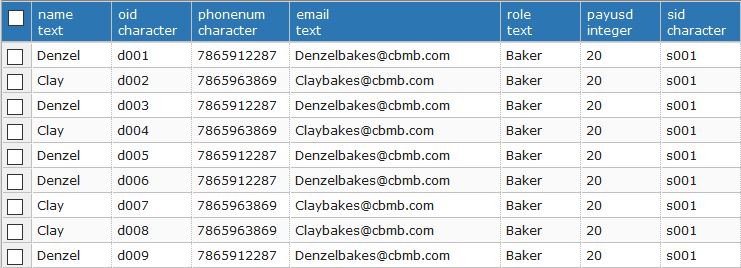 name oid phonenum email role payusd sid
text character character text text integer character
Denzel d001 7865912287 Denzelbakes@cbmb.com Baker 20 s001
Clay d002 7865963869 Claybakes@cbmb.com Baker 20 s001
Denzel d003 7865912287 Denzelbakes@cbmb.com Baker 20 s001
Clay d004 7865963869 Claybakes@cbmb.com Baker 20 s001
Denzel d005 7865912287 Denzelbakes@cbmb.com Baker 20 s001
Denzel d006 7865912287 Denzelbakes@cbmb.com Baker 20 s001
Clay d007 7865963869 Claybakes@cbmb.com Baker 20 s001
Clay d008 7865963869 Claybakes@cbmb.com Baker 20 s001
Denzel d009 7865912287 Denzelbakes@cbmb.com Baker 20 s001